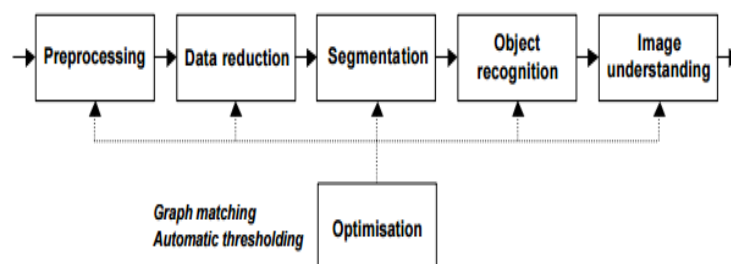 Preprocessing
Data reduction
Segmentation
Object
recognition
Image
understanding
Graph matching
Automatic thresholding
Optimisation